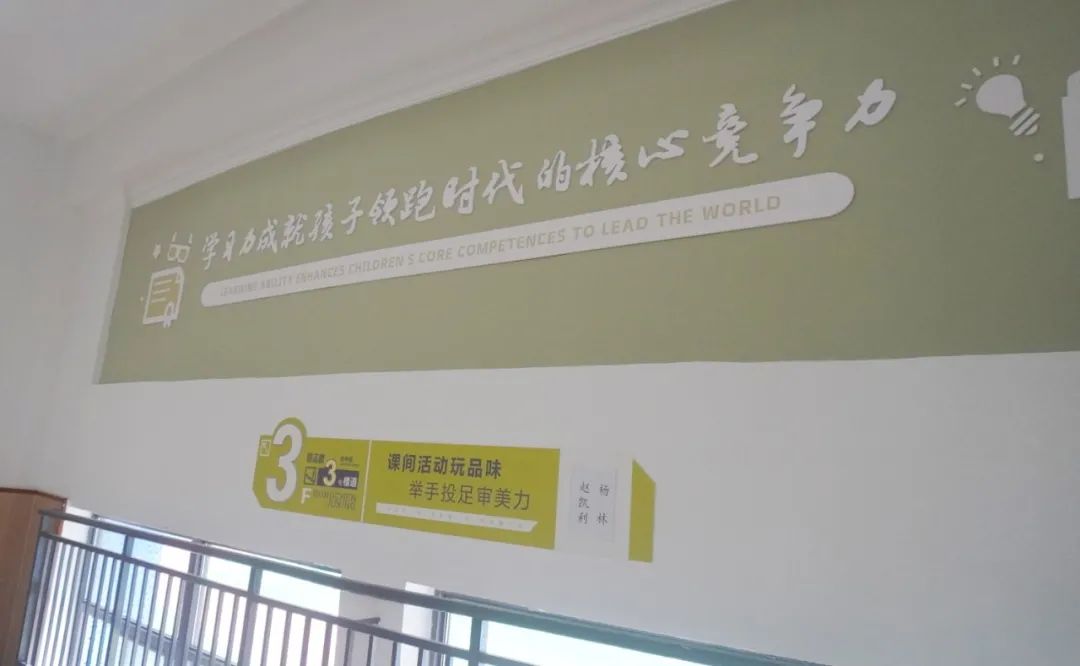 学习力成就孩子领跑时代的核心竞争力
LEARNING ABILITY ENHANCES CHILDREN S CORE COMPETENCES TO LEAD THE WORLD
3
F
3
楼道
课间活动玩品味
举手投足审美力
杨林
赵凯利